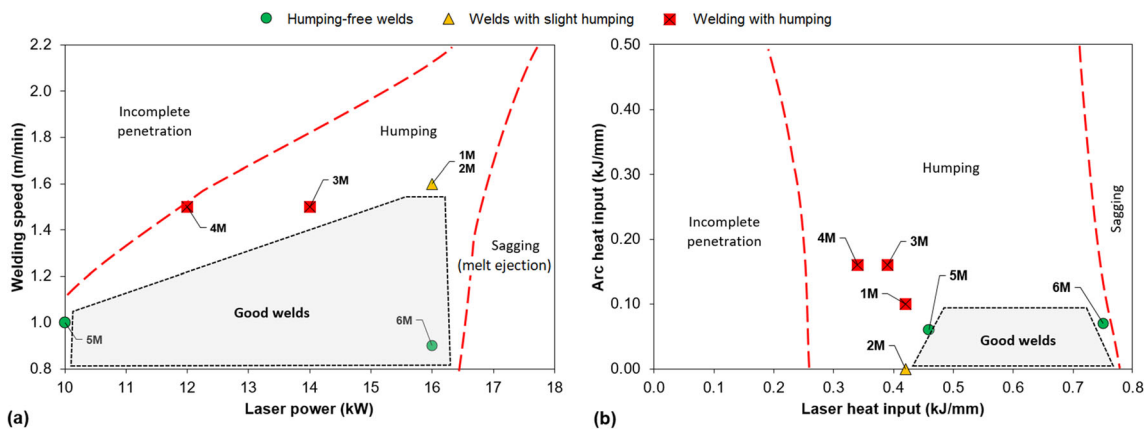 Humping-free welds Welds with slight humping Welding with humping
Welding speed (m/min)
2.2
2.0
1.8
1.6
1.4
1.2
1.0
0.8
Incomplete
penetration
Humping
1M
2M
3M
4M
Sagging
(melt ejection)
Good welds
5M
6M
10 11 12 13 14 15 16 17 18
Laser power (kW)
(a)
Arc heat input (kJ/mm)
0.50
0.40
0.30
0.20
0.10
0.00
Humping
Incomplete
penetration
Sagging
4M
3M
1M
5M
6M
2M
Good welds
0.0 0.1 0.2 0.3 0.4 0.5 0.6 0.7 0.8
Laser heat input (kJ/mm)
(b)